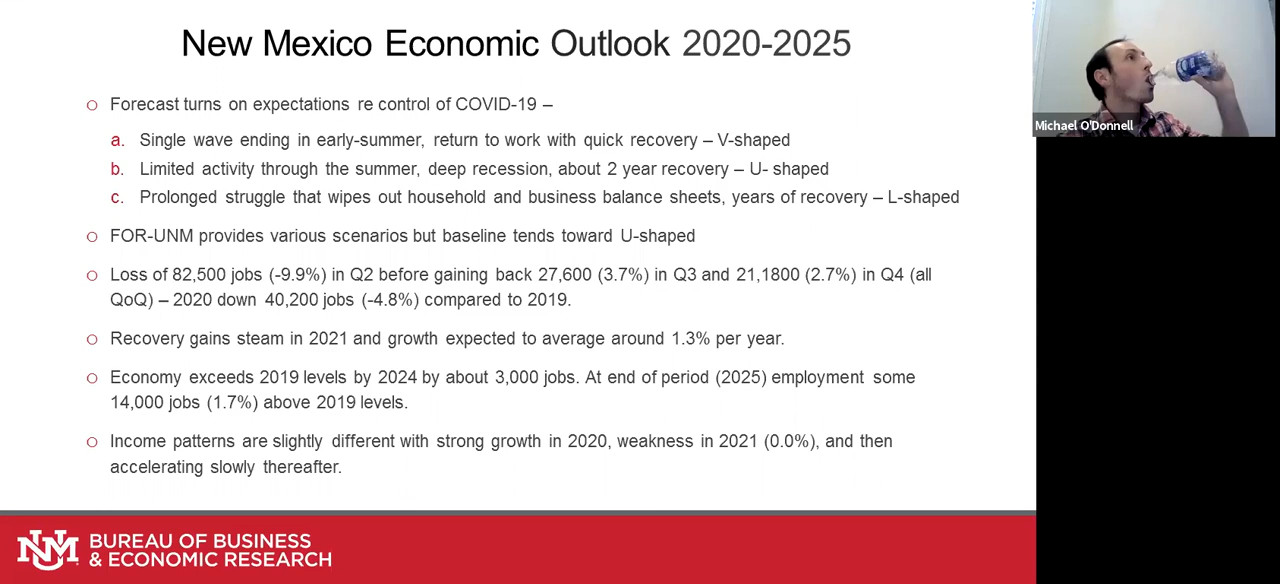 New Mexico Economic Outlook 2020-2025
Michael O'Donnell
o Forecast turns on expectations re control of COVID-19 –
a. Single wave ending in early-summer, return to work with quick recovery – V-shaped
b. Limited activity through the summer, deep recession, about 2 year recovery – U- shaped
c. Prolonged struggle that wipes out household and business balance sheets, years of recovery – L-shaped
o FOR-UNM provides various scenarios but baseline tends toward U-shaped
o Loss of 82,500 jobs (-9.9%) in Q2 before gaining back 27,600 (3.7%) in Q3 and 21,1800 (2.7%) in Q4 (all
QoQ) – 2020 down 40,200 jobs (-4.8%) compared to 2019.
o Recovery gains steam in 2021 and growth expected to average around 1.3% per year.
o Economy exceeds 2019 levels by 2024 by about 3,000 jobs. At end of period (2025) employment some
14,000 jobs (1.7%) above 2019 levels.
o Income patterns are slightly different with strong growth in 2020, weakness in 2021 (0.0%), and then
accelerating slowly thereafter.
UNM
BUREAU OF BUSINESS
& ECONOMIC RESEARCH